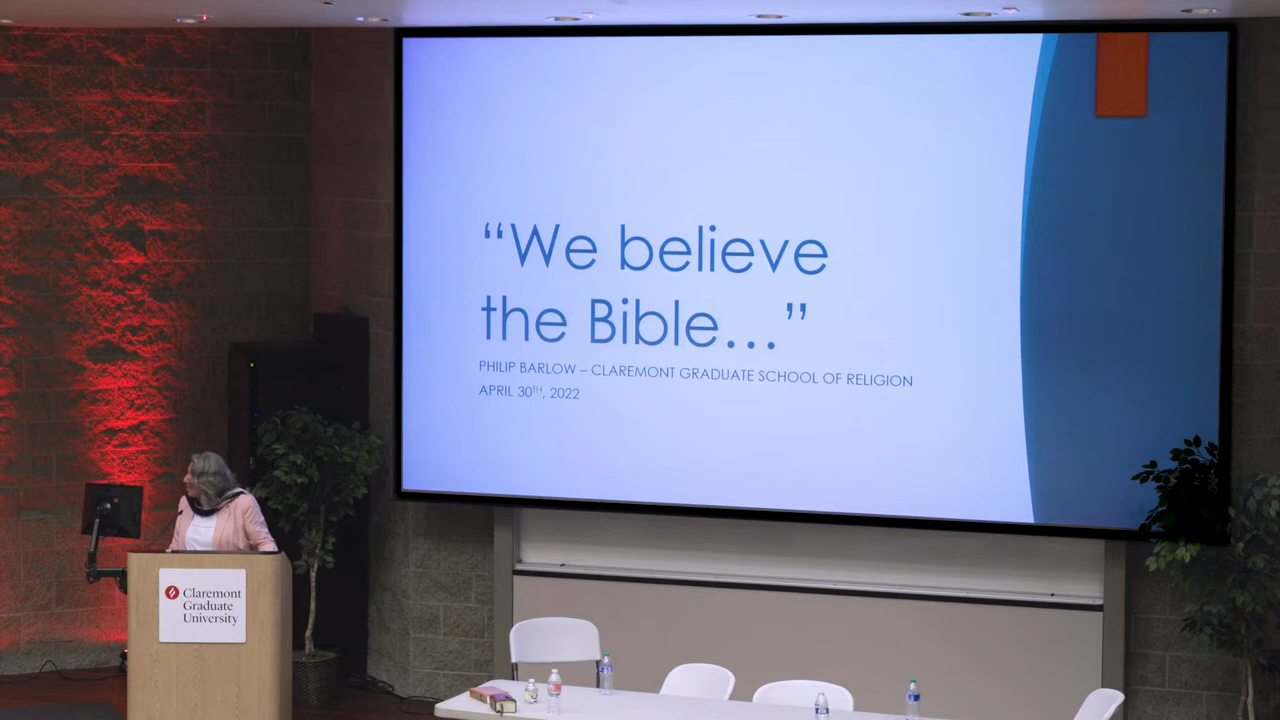 “We believe
the Bible...”
PHILIP BARLOW – CLAREMONT GRADUATE SCHOOL OF RELIGION
APRIL 30TH, 2022
Claremont
Graduate
University